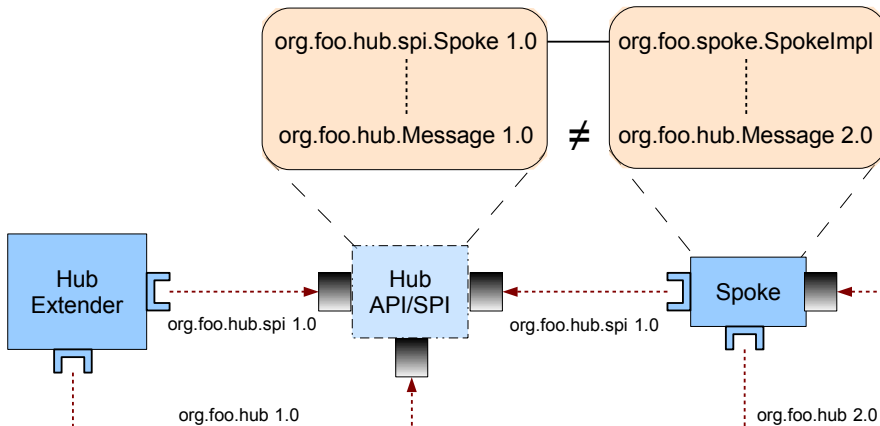 org.foo.hub.spi.Spoke 1.0
org.foo.spoke.SpokeImpl
org.foo.hub.Message 1.0
≠
org.foo.hub.Message 2.0
Hub
Extender
Hub
API/SPI
Spoke
org.foo.hub.spi 1.0
org.foo.hub.spi 1.0
org.foo.hub 1.0
org.foo.hub 2.0